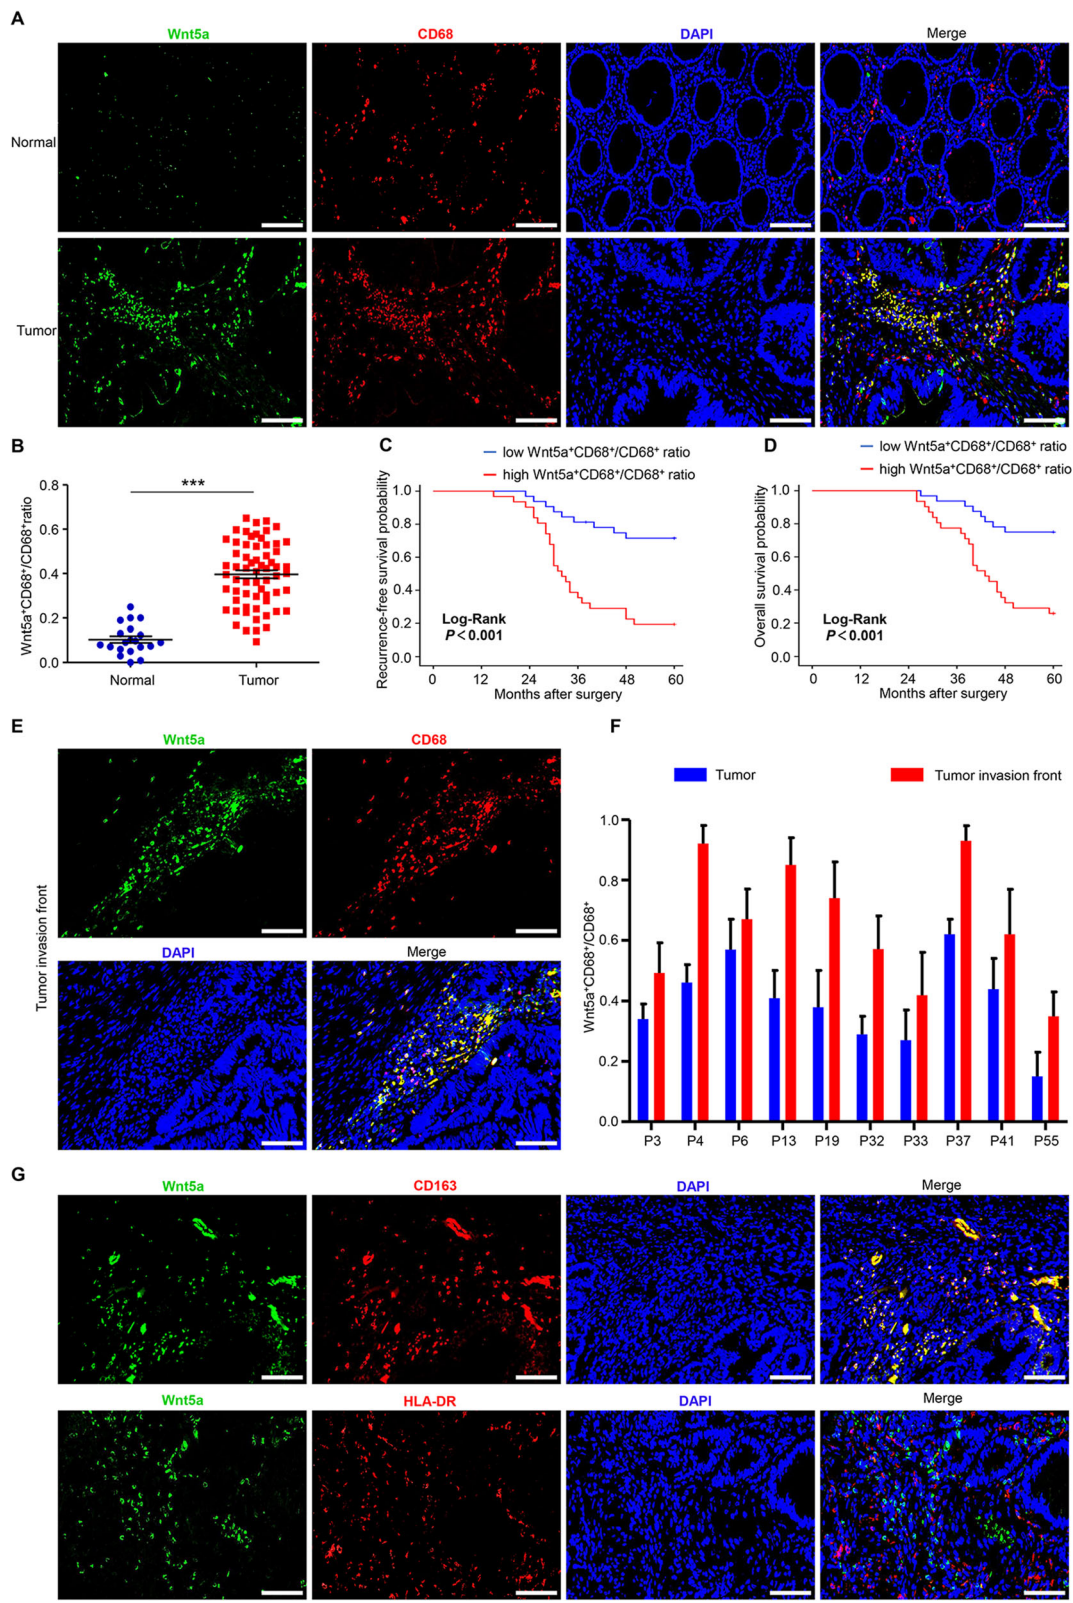 A
Wnt5a CD68 DAPI Merge
Normal
Tumor
B
Wnt5a⁺CD68⁺/CD68⁺ratio
0.8
0.6
0.4
0.2
0.0
***
Normal Tumor
C
low Wnt5a⁺CD68⁺/CD68⁺ ratio
high Wnt5a⁺CD68⁺/CD68⁺ ratio
Recurrence-free survival probability
1.0
0.8
0.6
0.4
0.2
0.0
Log-Rank
P<0.001
0 12 24 36 48 60
Months after surgery
D
low Wnt5a⁺CD68⁺/CD68⁺ ratio
high Wnt5a⁺CD68⁺/CD68⁺ ratio
Overall survival probability
1.0
0.8
0.6
0.4
0.2
0.0
Log-Rank
P<0.001
0 12 24 36 48 60
Months after surgery
E
Wnt5a CD68
Tumor invasion front
DAPI Merge
F
Tumor Tumor invasion front
Wnt5a⁺CD68⁺/CD68⁺
1.0
0.8
0.6
0.4
0.2
0.0
P3 P4 P6 P13 P19 P32 P33 P37 P41 P55
G
Wnt5a CD163 DAPI Merge
Wnt5a HLA-DR DAPI Merge